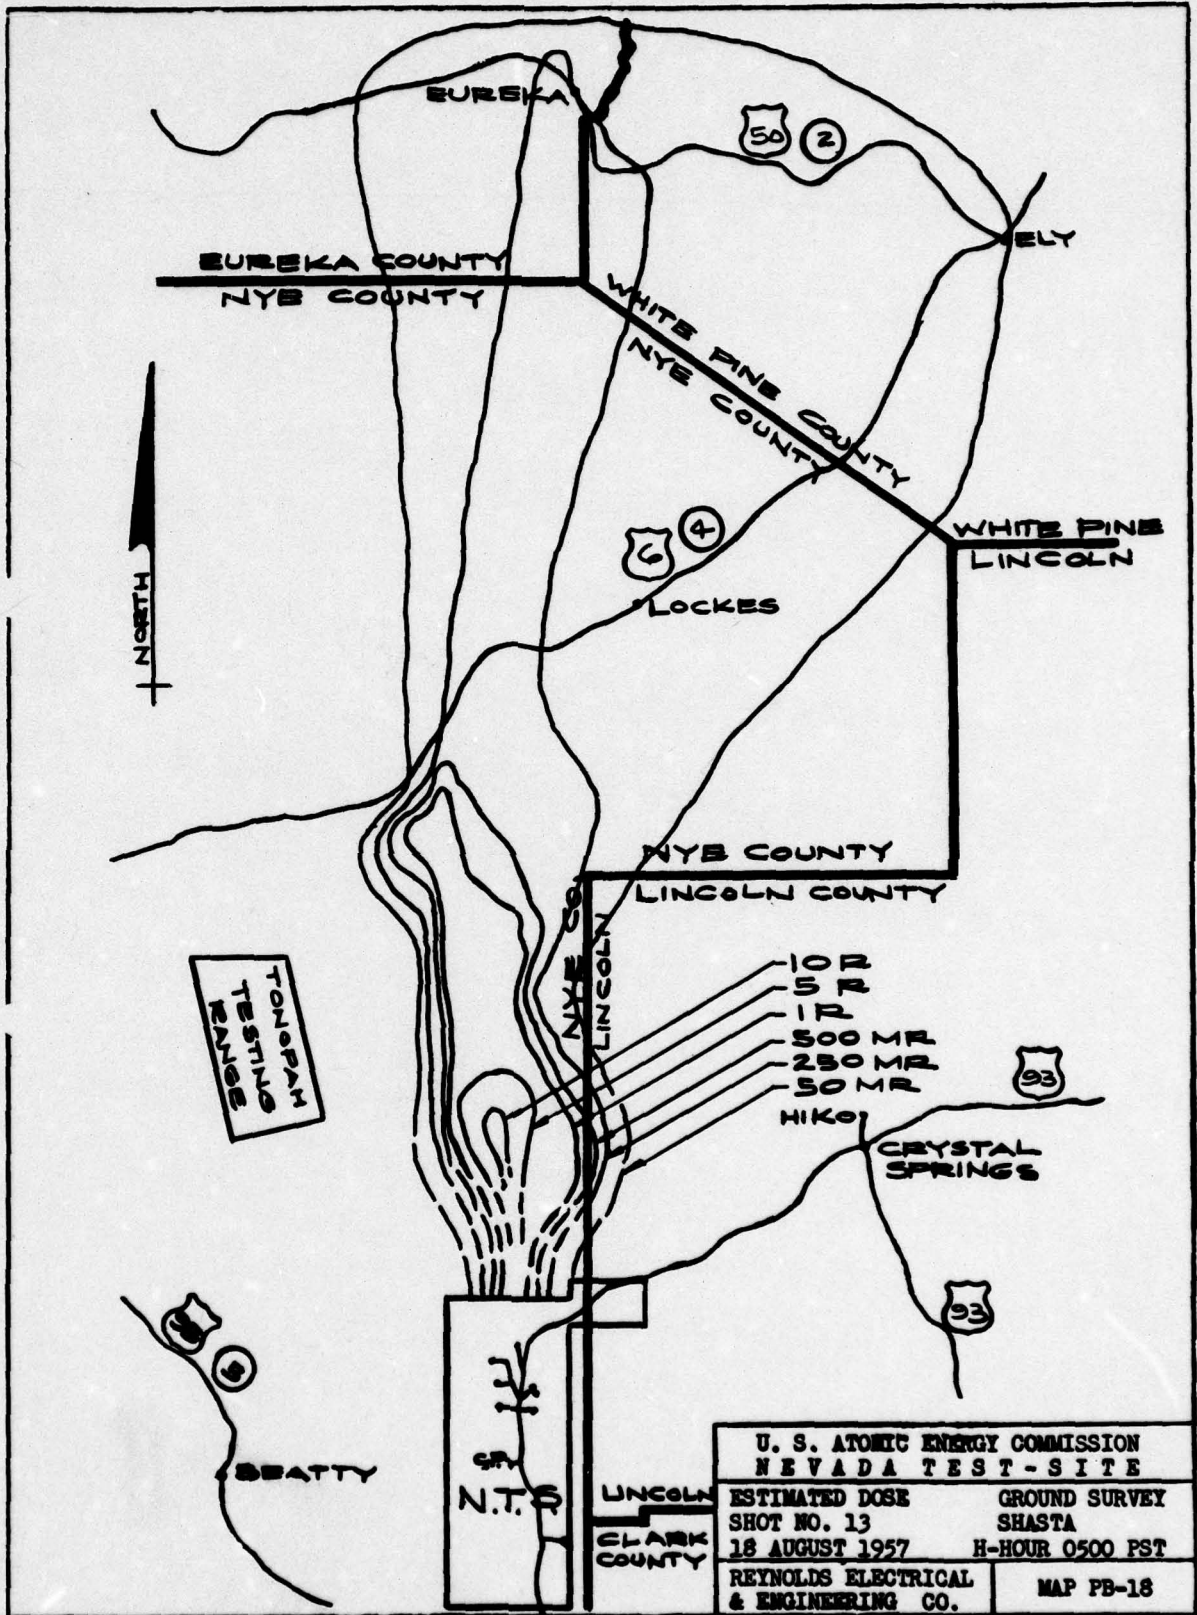 EUREKA
50
2
ELY
EUREKA COUNTY
NYE COUNTY
WHITE PINE COUNTY
NYE COUNTY
6
4
LOCKES
WHITE PINE
LINCOLN
NORTH
NYE COUNTY
LINCOLN COUNTY
NYE CO.
LINCOLN
TONOPAH
TESTING
RANGE
10 R
5 R
1 R
500 MR
250 MR
50 MR
HIKO
93
CRYSTAL
SPRINGS
93
BEATTY
N.T.S
LINCOLN
CLARK
COUNTY
U. S. ATOMIC ENERGY COMMISSION
NEVADA TEST-SITE
ESTIMATED DOSE GROUND SURVEY
SHOT NO. 13 SHASTA
18 AUGUST 1957 H-HOUR 0500 PST
REYNOLDS ELECTRICAL
& ENGINEERING CO.
MAP PB-18